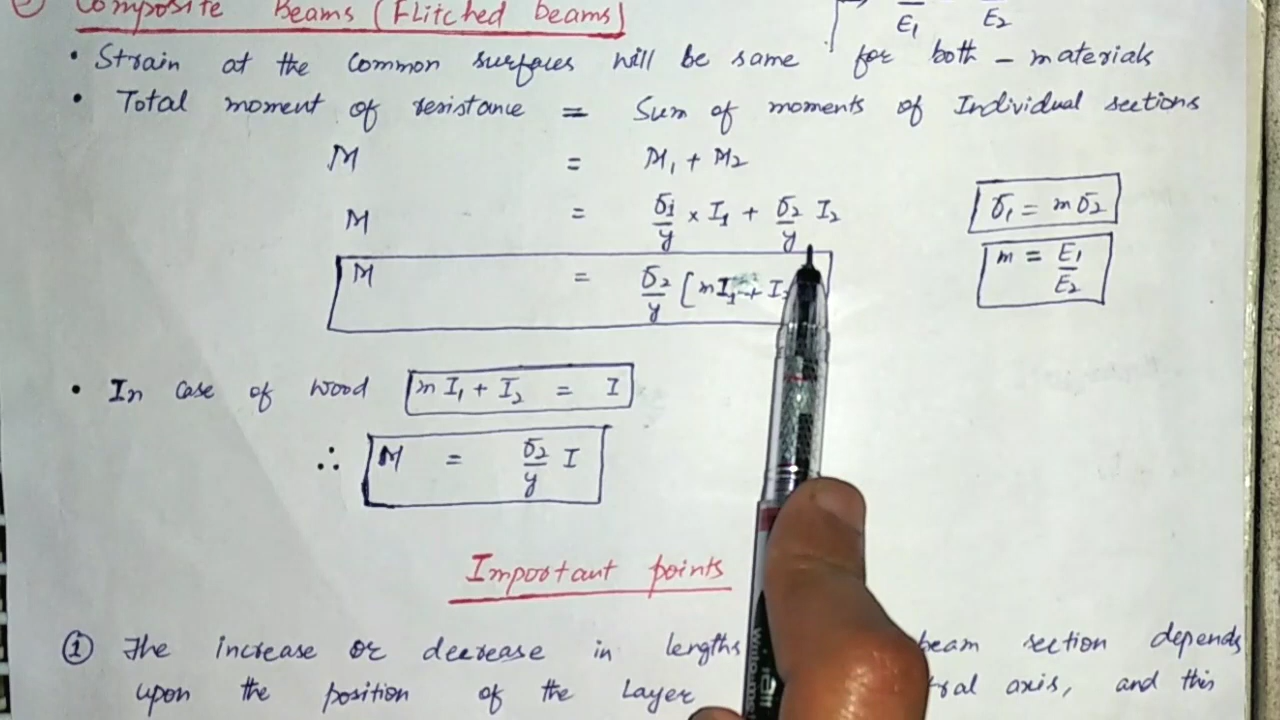 Composite Beams (Flitched beams)
E1 E2
• Strain at the common surfaces will be same for both - materials
• Total moment of resistance = Sum of moments of Individual sections
M = M1 + M2
M = σ1/y × I1 + σ2/y I2
σ1 = mσ2
M = σ2/y [mI1 + I2
m = E1/E2
• In case of wood mI1 + I2 = I
∴ M = σ2/y I
Important points
① The increase or decrease in lengths beam section depends
upon the position of the Layer axis, and this